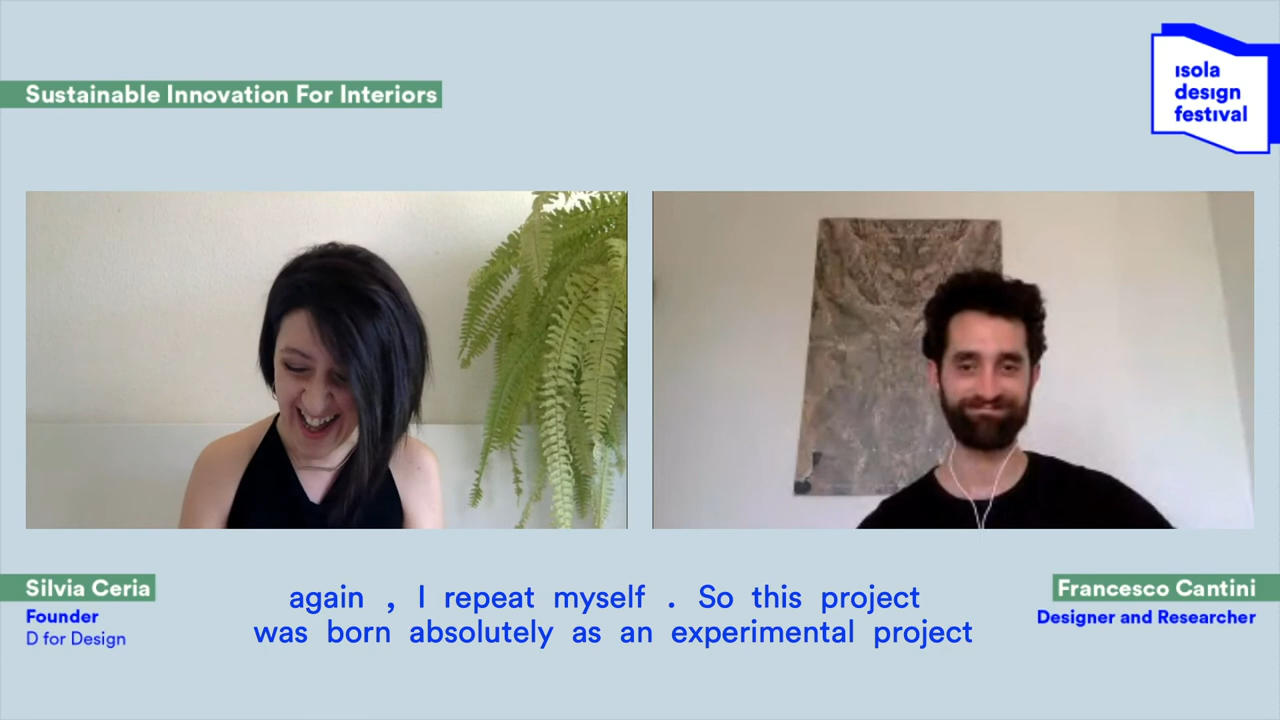 Sustainable Innovation For Interiors
isola
design
festival
Silvia Ceria
Founder
D for Design
again , I repeat myself . So this project
was born absolutely as an experimental project
Francesco Cantini
Designer and Researcher